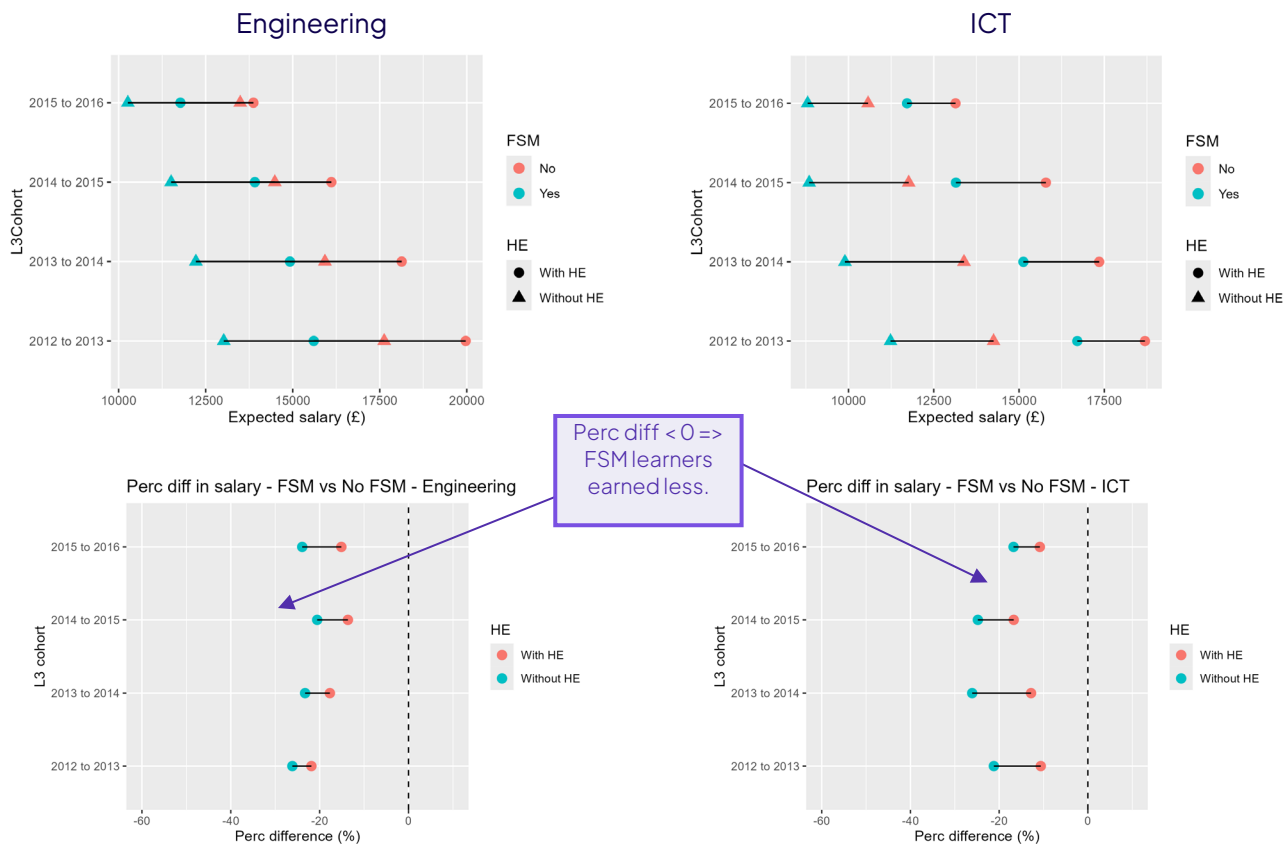 Engineering
2015 to 2016
2014 to 2015
2013 to 2014
2012 to 2013
L3Cohort
10000 12500 15000 17500 20000
Expected salary (£)
FSM
No
Yes
HE
With HE
Without HE
ICT
2015 to 2016
2014 to 2015
2013 to 2014
2012 to 2013
L3Cohort
10000 12500 15000 17500
Expected salary (£)
FSM
No
Yes
HE
With HE
Without HE
Perc diff < 0 =>
FSM learners
earned less.
Perc diff in salary - FSM vs No FSM - Engineering
2015 to 2016
2014 to 2015
2013 to 2014
2012 to 2013
L3 cohort
-60 -40 -20 0
Perc difference (%)
HE
With HE
Without HE
Perc diff in salary - FSM vs No FSM - ICT
2015 to 2016
2014 to 2015
2013 to 2014
2012 to 2013
L3 cohort
-60 -40 -20 0
Perc difference (%)
HE
With HE
Without HE